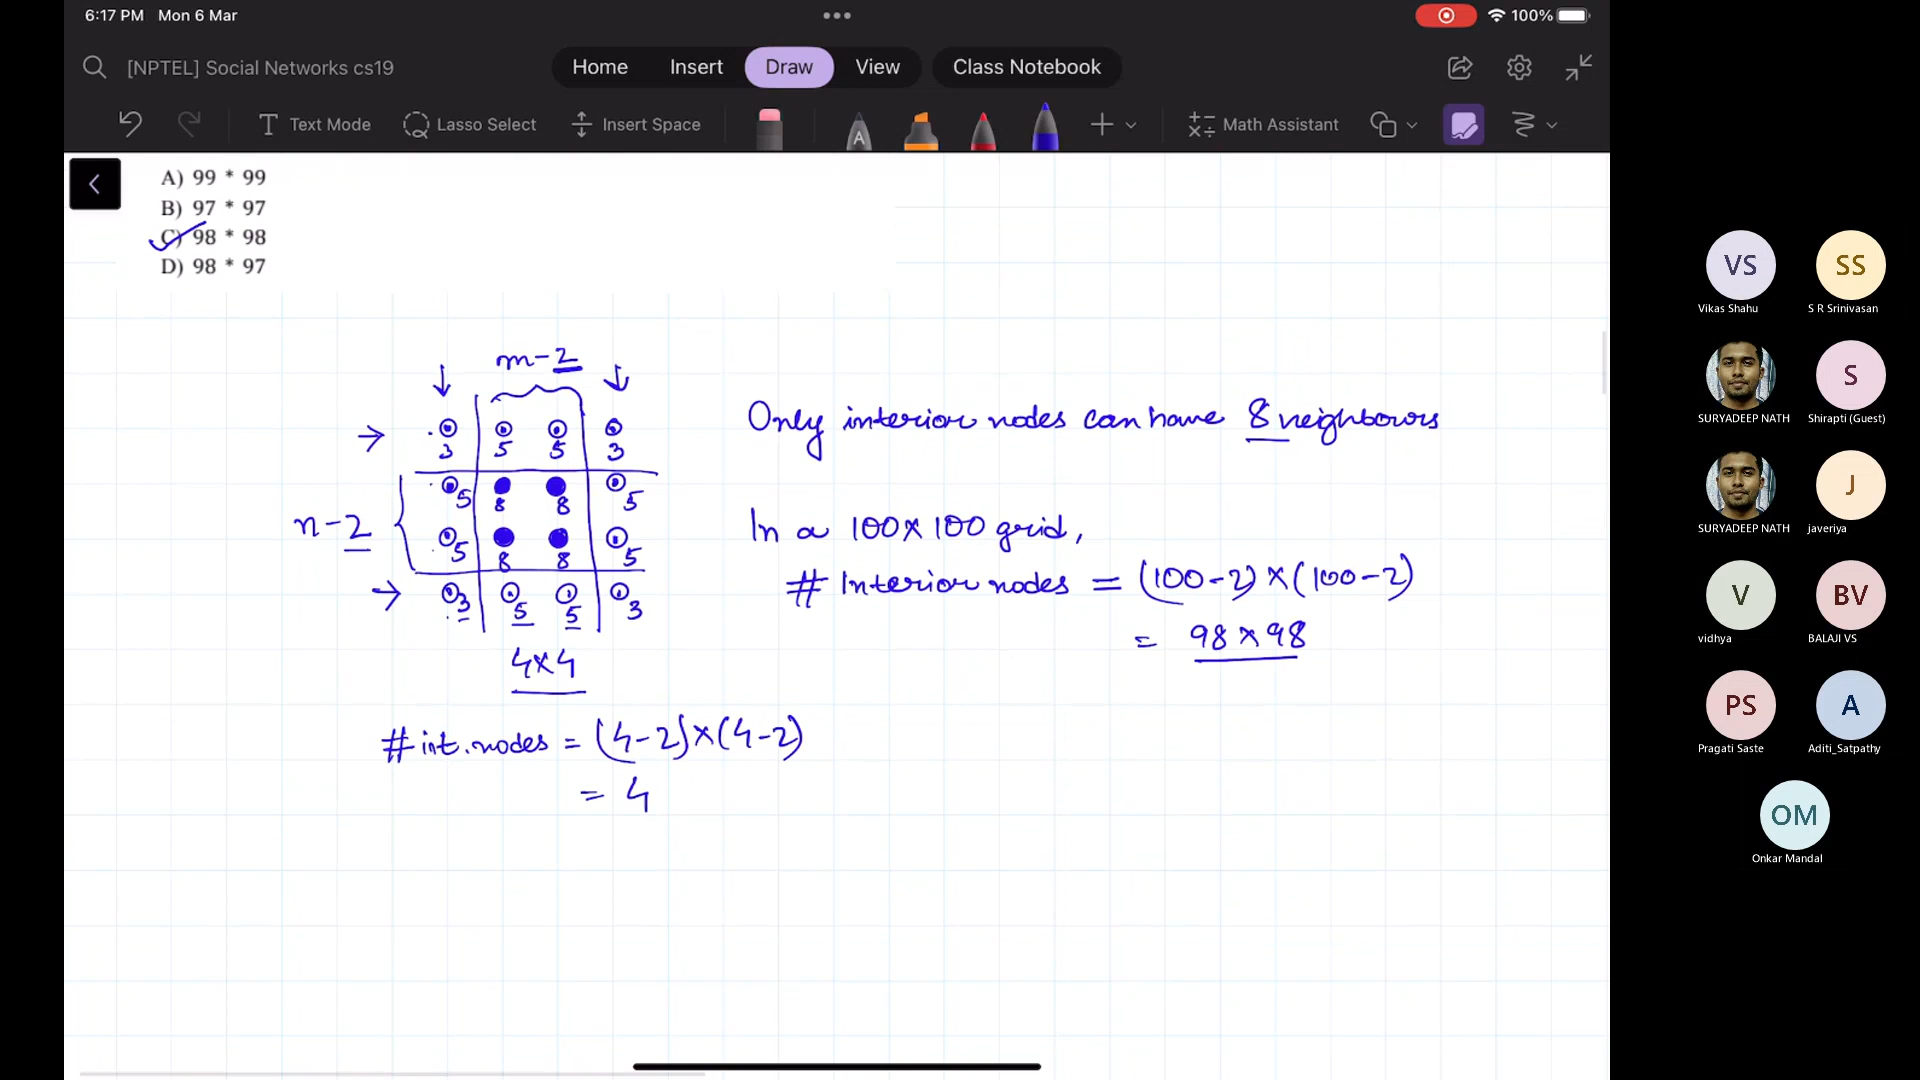 6:17 PM Mon 6 Mar
100%
[NPTEL] Social Networks cs19
Home Insert Draw View Class Notebook
Text Mode Lasso Select Insert Space A Math Assistant
A) 99 * 99
B) 97 * 97
C) 98 * 98
D) 98 * 97
m-2
3 5 5 3
5 8 8 5
n-2
5 8 8 5
3 5 5 3
4×4
#int.nodes = (4-2)×(4-2)
= 4
Only interior nodes can have 8 neighbours
In a 100×100 grid,
# Interior nodes = (100-2)×(100-2)
= 98×98
VS SS
Vikas Shahu S R Srinivasan
S
SURYADEEP NATH Shirapti (Guest)
J
SURYADEEP NATH javeriya
V BV
vidhya BALAJI VS
PS A
Pragati Saste Aditi_Satpathy
OM
Onkar Mandal